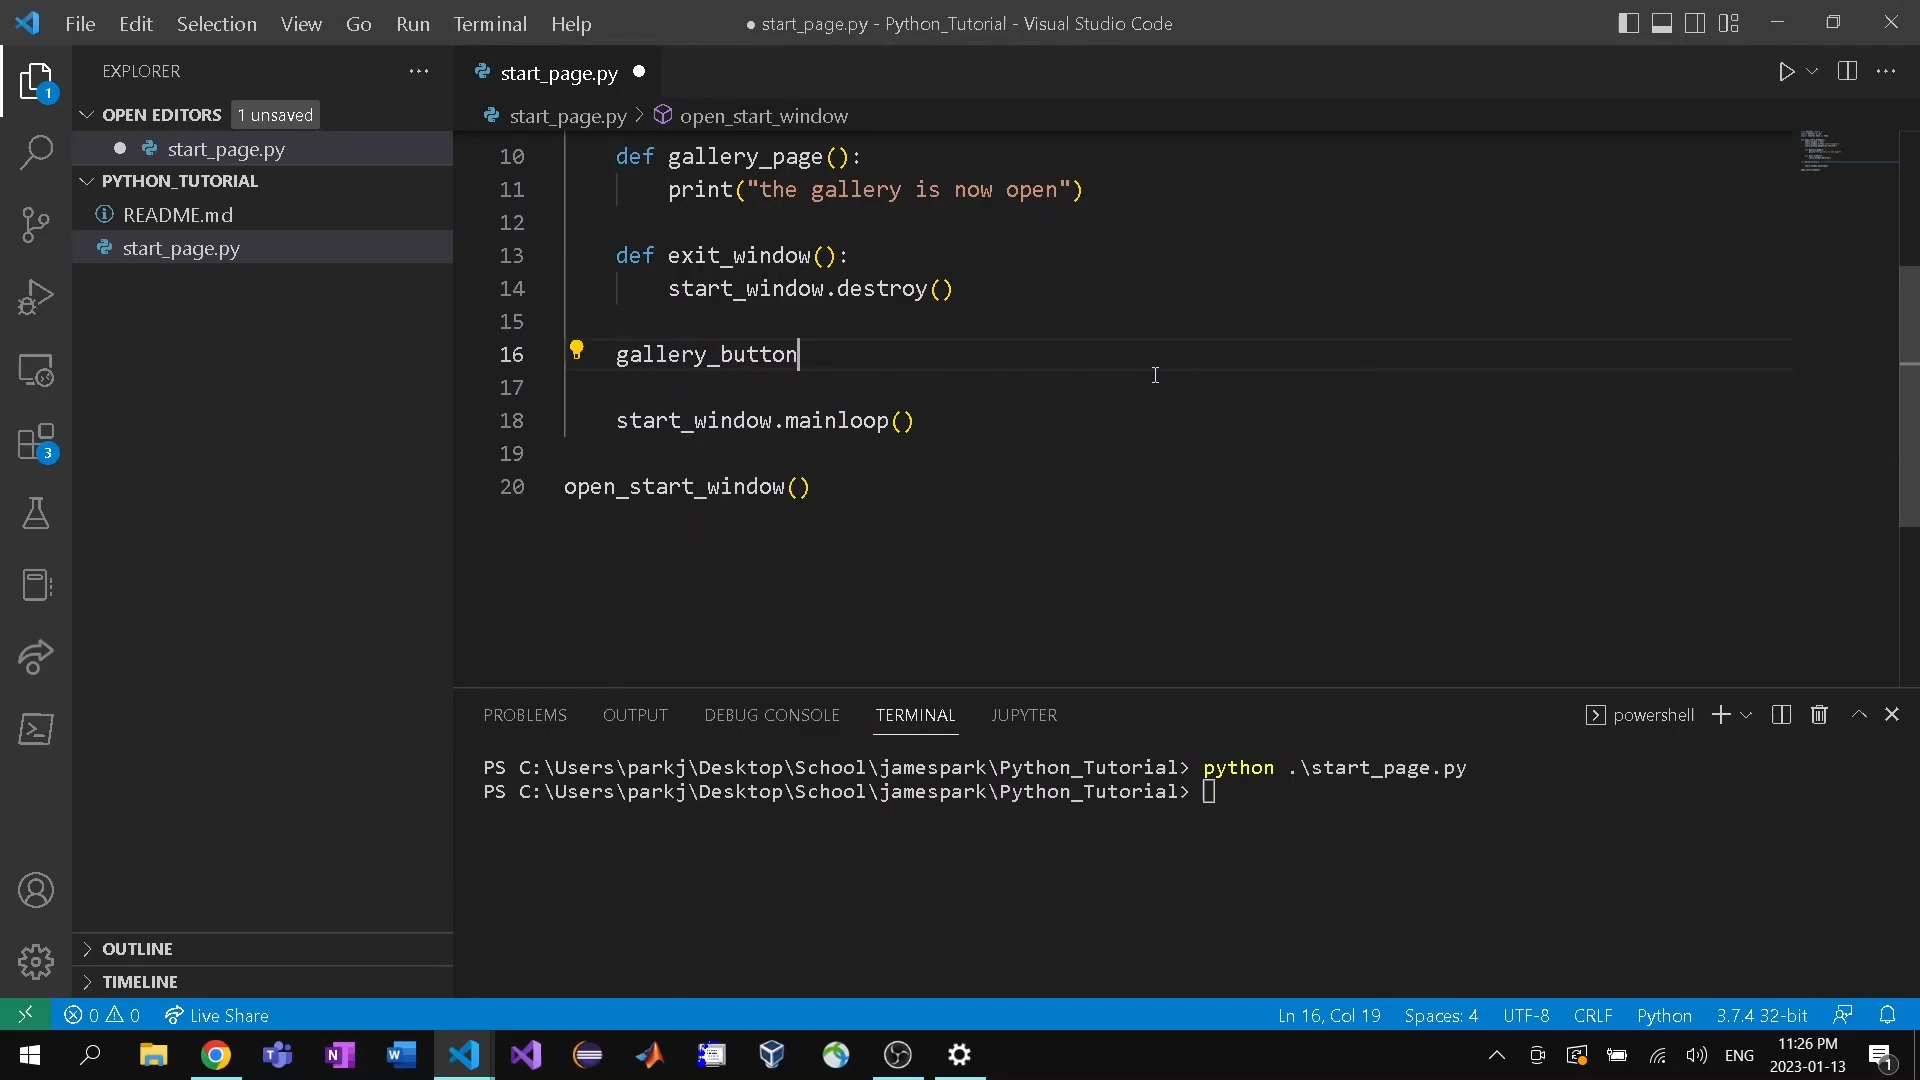 File Edit Selection View Go Run Terminal Help
● start_page.py - Python_Tutorial - Visual Studio Code
EXPLORER
OPEN EDITORS 1 unsaved
start_page.py
PYTHON_TUTORIAL
README.md
start_page.py
OUTLINE
TIMELINE
1
3
start_page.py
start_page.py > open_start_window
10 def gallery_page():
11 print("the gallery is now open")
12
13 def exit_window():
14 start_window.destroy()
15
16 gallery_button
17
18 start_window.mainloop()
19
20 open_start_window()
PROBLEMS OUTPUT DEBUG CONSOLE TERMINAL JUPYTER
powershell
PS C:\Users\parkj\Desktop\School\jamespark\Python_Tutorial> python .\start_page.py
PS C:\Users\parkj\Desktop\School\jamespark\Python_Tutorial>
0 0 Live Share
Ln 16, Col 19 Spaces: 4 UTF-8 CRLF Python 3.7.4 32-bit
ENG
11:26 PM
2023-01-13
1